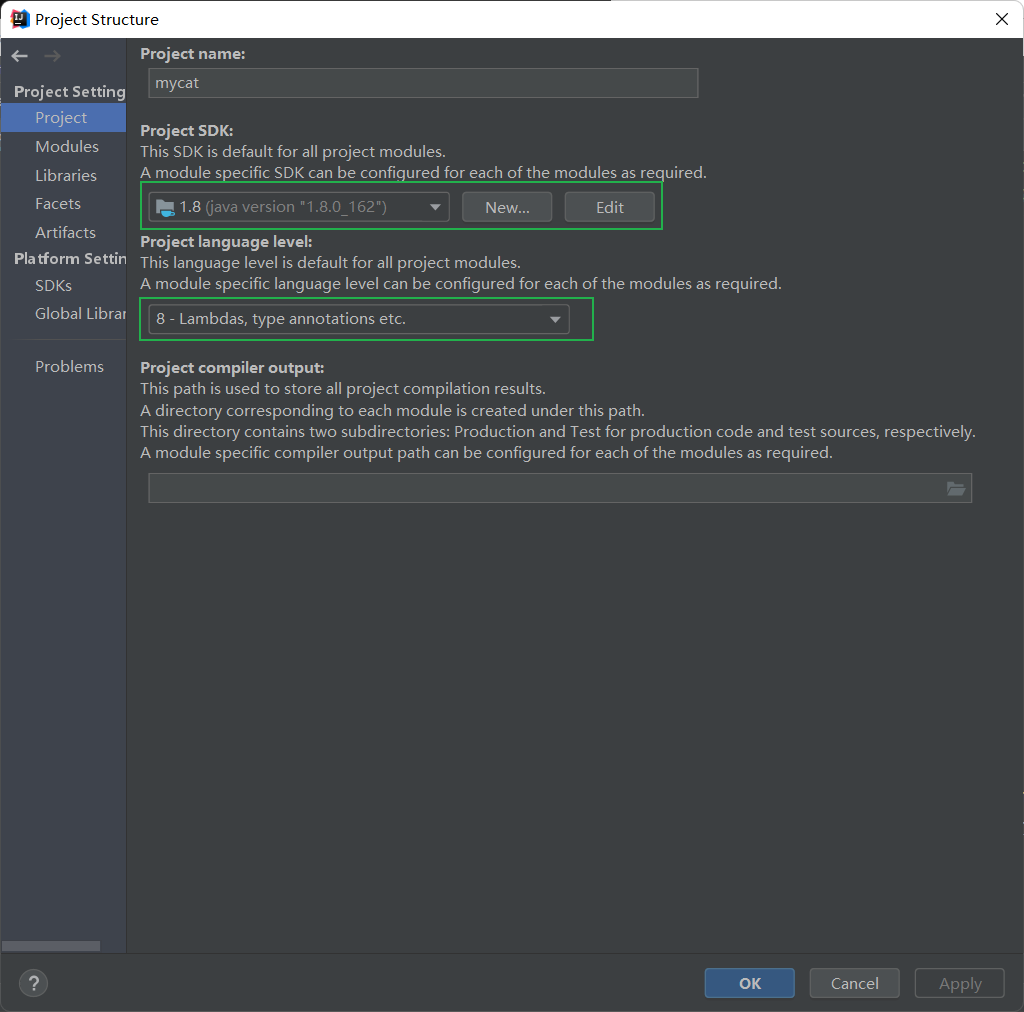 Project Structure
Project Setting
Project
Modules
Libraries
Facets
Artifacts
Platform Settin
SDKs
Global Librar
Problems
Project name:
mycat
Project SDK:
This SDK is default for all project modules.
A module specific SDK can be configured for each of the modules as required.
1.8 (java version "1.8.0_162") New... Edit
Project language level:
This language level is default for all project modules.
A module specific language level can be configured for each of the modules as required.
8 - Lambdas, type annotations etc.
Project compiler output:
This path is used to store all project compilation results.
A directory corresponding to each module is created under this path.
This directory contains two subdirectories: Production and Test for production code and test sources, respectively.
A module specific compiler output path can be configured for each of the modules as required.
? OK Cancel Apply